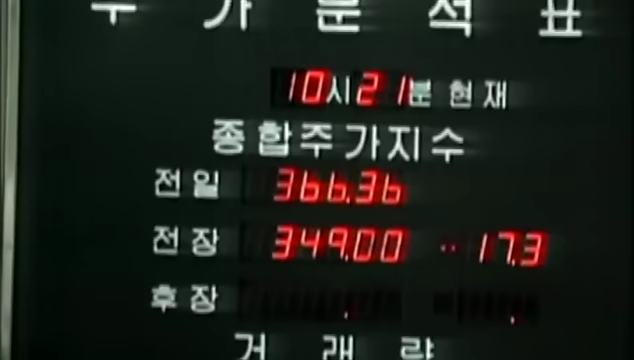 주가분석표
10시21분현재
종합주가지수
전일 366.36
전장 349.00 -17.3
후장
거래량